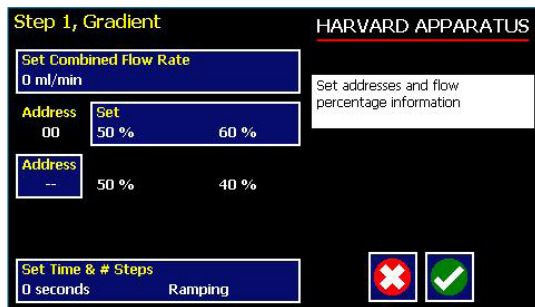 Step 1, Gradient
HARVARD APPARATUS
Set Combined Flow Rate
0 ml/min
Set addresses and flow
percentage information
Address
00
Set
50 % 60 %
Address
--
50 % 40 %
Set Time & # Steps
0 seconds Ramping